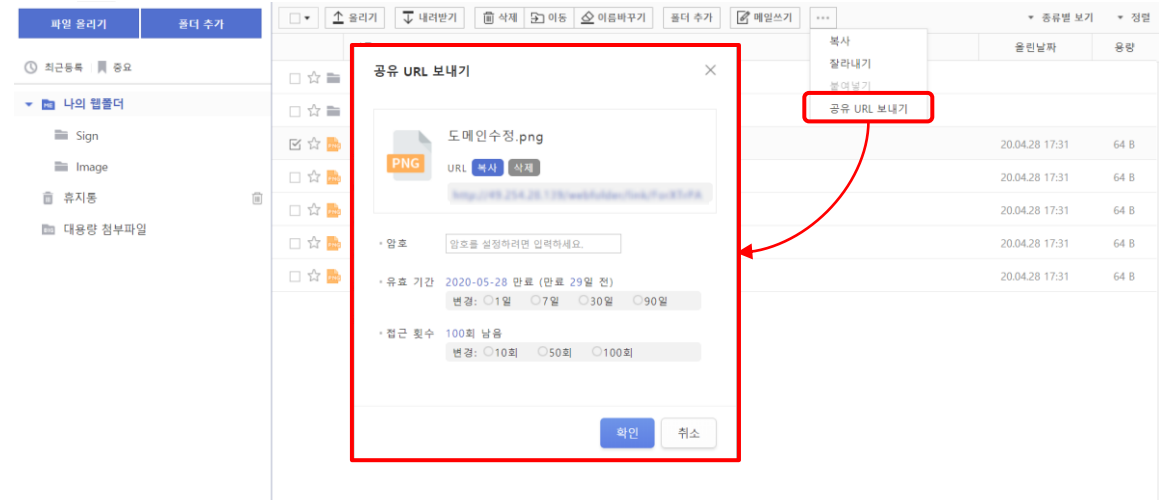 파일 올리기
폴더 추가
최근등록
중요
나의 웹폴더
Sign
Image
휴지통
대용량 첨부파일
올리기
내려받기
삭제
이동
이름바꾸기
폴더 추가
메일쓰기
종류별 보기
정렬
올린날짜
용량
복사
잘라내기
붙여넣기
공유 URL 보내기
20.04.28 17:31 64 B
20.04.28 17:31 64 B
20.04.28 17:31 64 B
20.04.28 17:31 64 B
20.04.28 17:31 64 B
공유 URL 보내기
PNG
도메인수정.png
URL 복사 삭제
암호 암호를 설정하려면 입력하세요.
유효 기간 2020-05-28 만료 (만료 29일 전)
변경: 1일 7일 30일 90일
접근 횟수 100회 남음
변경: 10회 50회 100회
확인 취소